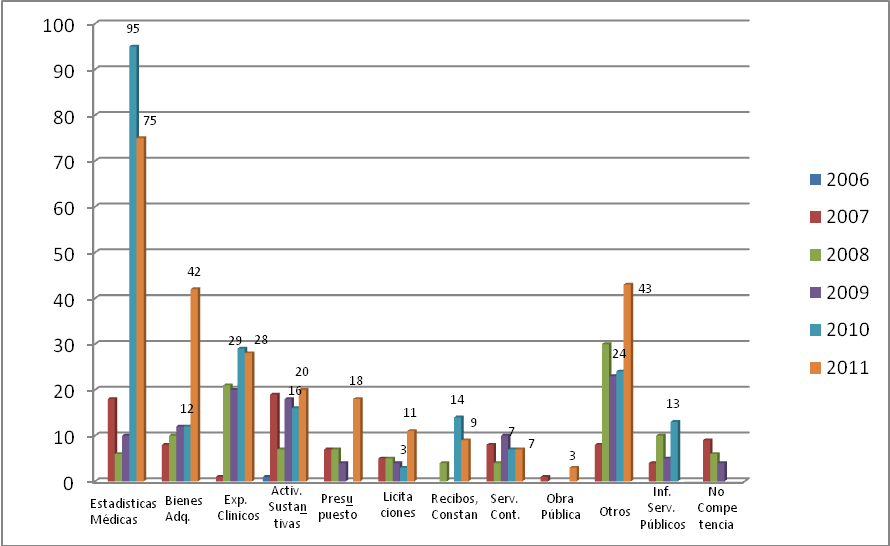 100
90
80
70
60
50
40
30
20
10
0
95
75
12
42
29
28
16
20
18
3
11
14
9
7
7
3
24
43
13
Estadisticas
Médicas
Bienes
Adq.
Exp.
Clinicos
Activ.
Sustan
tivas
Presu
puesto
Licita
ciones
Recibos,
Constan
Serv.
Cont.
Obra
Pública
Otros
Inf.
Serv.
Públicos
No
Compe
tencia
2006
2007
2008
2009
2010
2011